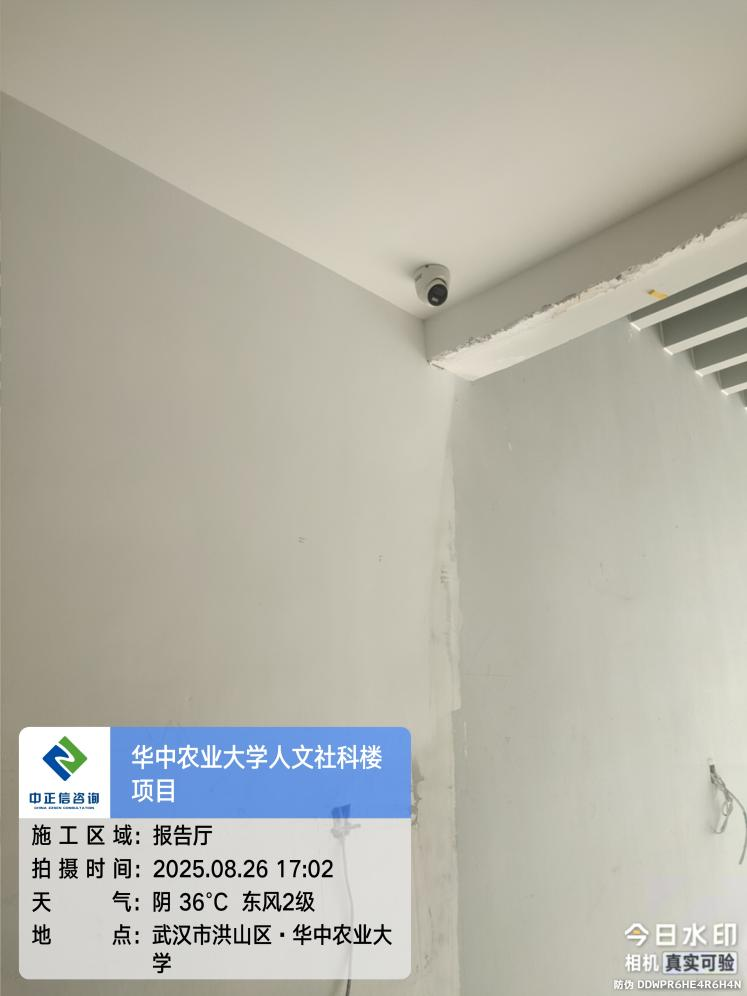 华中农业大学人文社科楼
项目
中正信咨询
CHINA ZHXIN CONSULTATION
施工区域：报告厅
拍摄时间：2025.08.26 17:02
天气：阴 36°C 东风2级
地点：武汉市洪山区·华中农业大
学
今日水印
相机 真实可验
防伪 DDWPR6HE4R6H4N